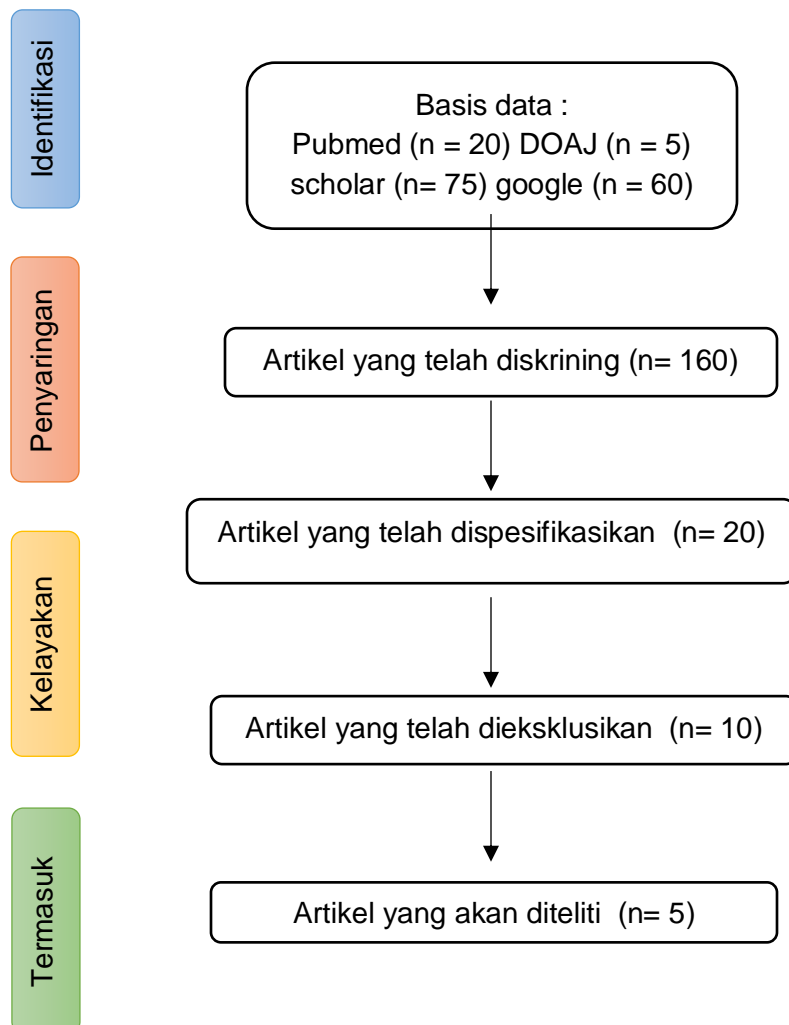 Identifikasi
Basis data :
Pubmed (n = 20) DOAJ (n = 5)
scholar (n= 75) google (n = 60)
Penyaringan
Artikel yang telah diskrining (n= 160)
Artikel yang telah dispesifikasikan (n= 20)
Kelayakan
Artikel yang telah dieksklusikan (n= 10)
Termasuk
Artikel yang akan diteliti (n= 5)